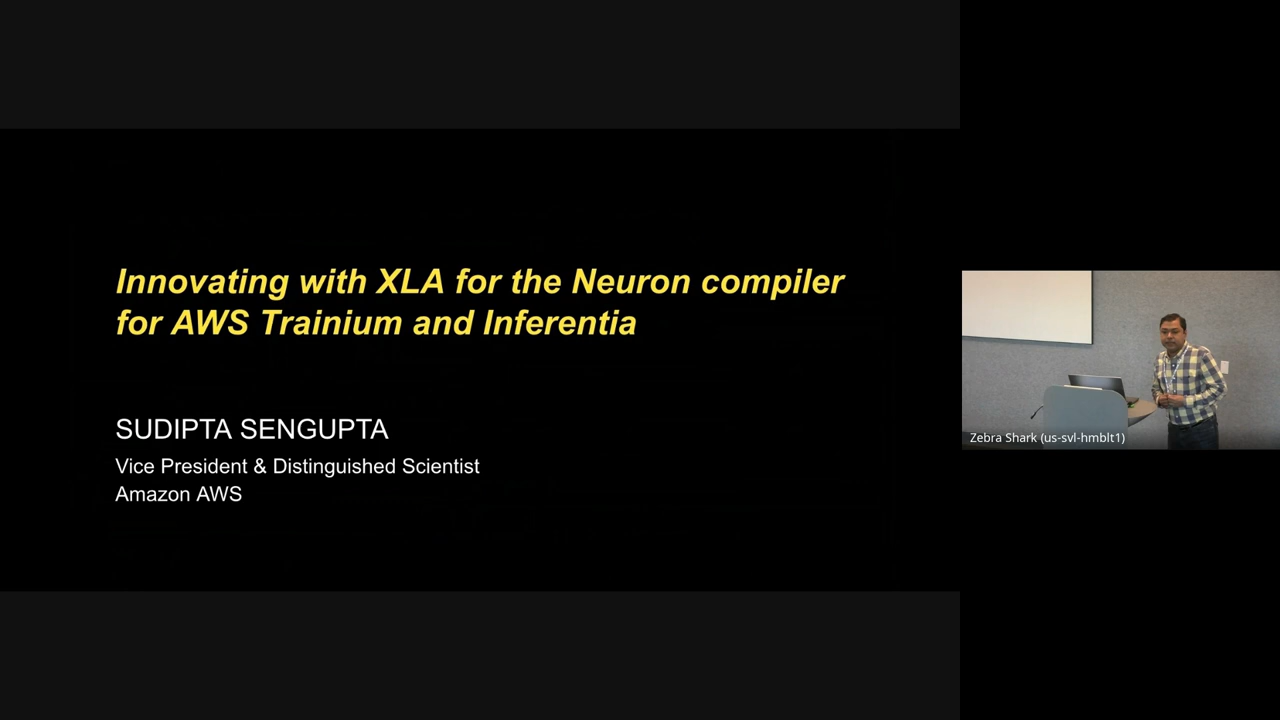 Innovating with XLA for the Neuron compiler
for AWS Trainium and Inferentia
SUDIPTA SENGUPTA
Vice President & Distinguished Scientist
Amazon AWS
Zebra Shark (us-svl-hmblt1)